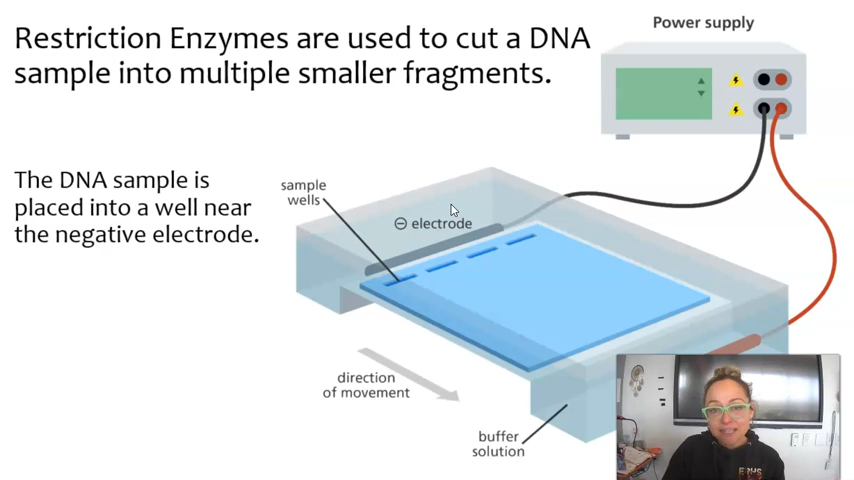 Restriction Enzymes are used to cut a DNA
sample into multiple smaller fragments.
Power supply
The DNA sample is
placed into a well near
the negative electrode.
sample
wells
⊖ electrode
direction
of movement
buffer
solution